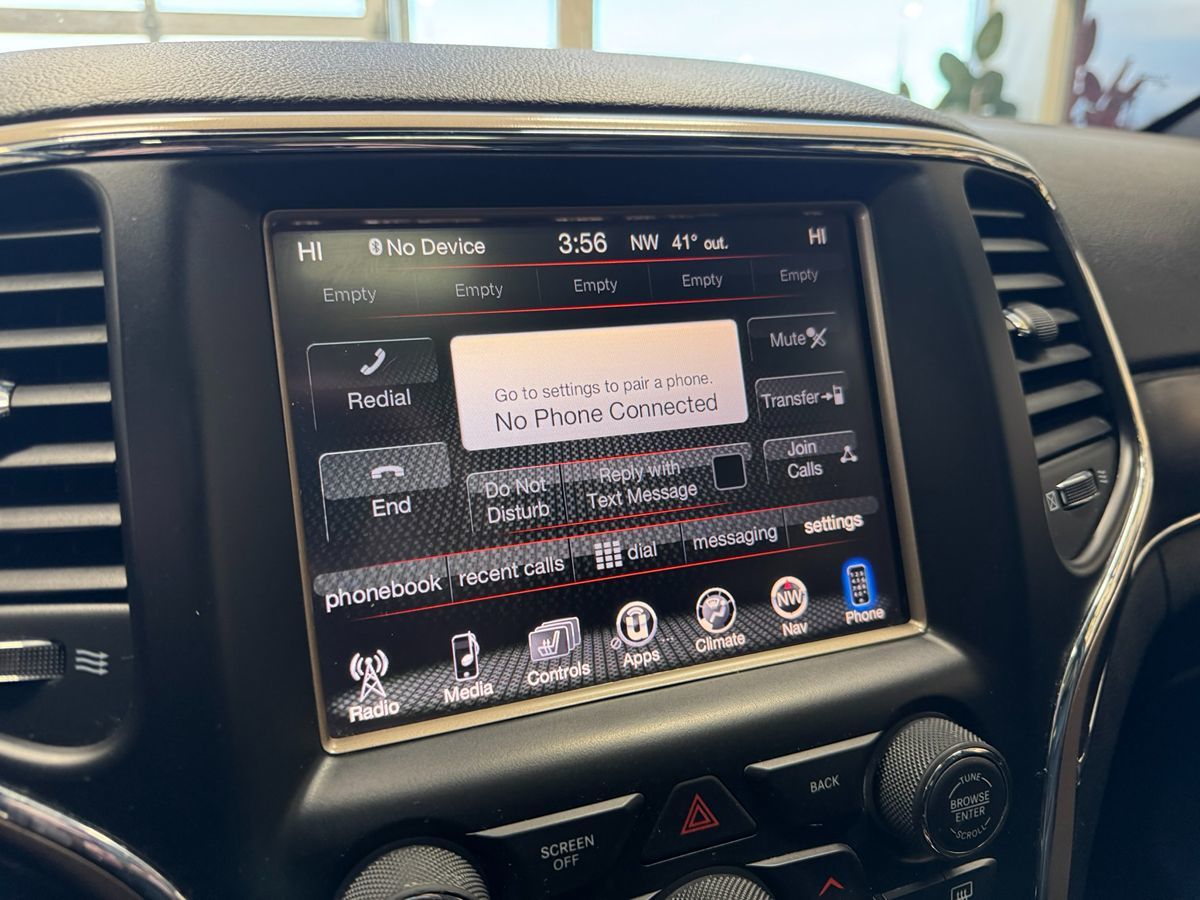 HI No Device 3:56 NW 41° out. HI
Empty Empty Empty Empty Empty
Redial
Go to settings to pair a phone.
No Phone Connected
Mute
Transfer
End
Do Not
Disturb
Reply with
Text Message
Join
Calls
phonebook recent calls dial messaging settings
Radio Media Controls Apps Climate Nav Phone
NW
SCREEN
OFF
BACK
TUNE
BROWSE
ENTER
SCROLL